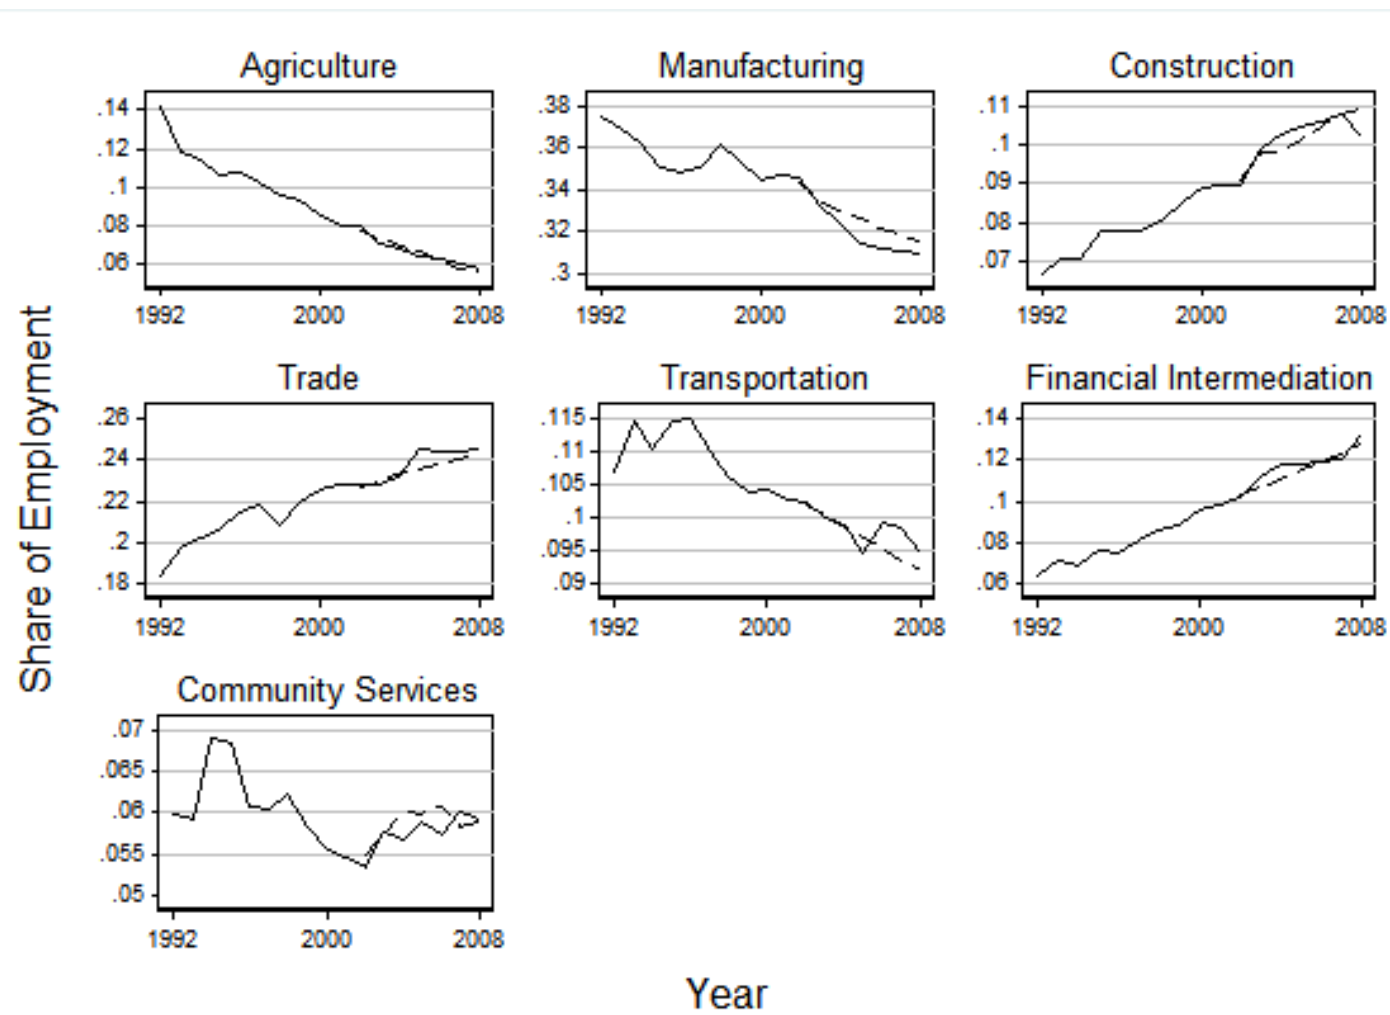 Agriculture
.14
.12
.1
.08
.06
1992 2000 2008
Manufacturing
.38
.36
.34
.32
.3
1992 2000 2008
Construction
.11
.1
.09
.08
.07
1992 2000 2008
Share of Employment
Trade
.26
.24
.22
.2
.18
1992 2000 2008
Transportation
.115
.11
.105
.1
.095
.09
1992 2000 2008
Financial Intermediation
.14
.12
.1
.08
.06
1992 2000 2008
Community Services
.07
.065
.06
.055
.05
1992 2000 2008
Year